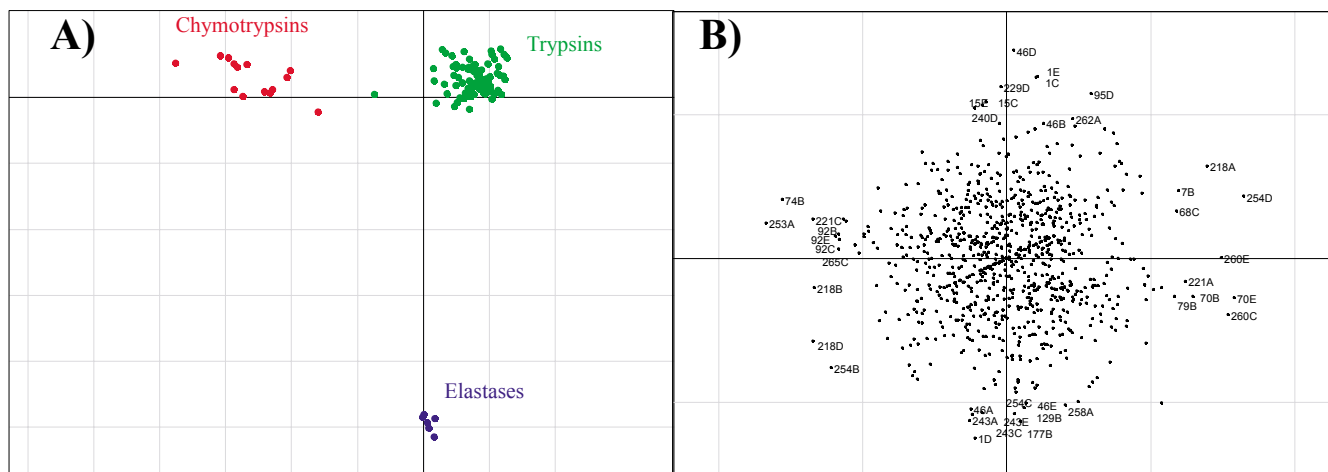 A)
Chymotrypsins
Trypsins
Elastases
B)
46D
1E
1C
229D
95D
15E 15C
240D
46B
262A
218A
7B
254D
74B
68C
221C
253A
92B
92E
92C
265C
260E
221A
218B
70B
70E
79B
260C
218D
254B
254C
46E
258A
46A
129B
243A
243E
243C
177B
1D